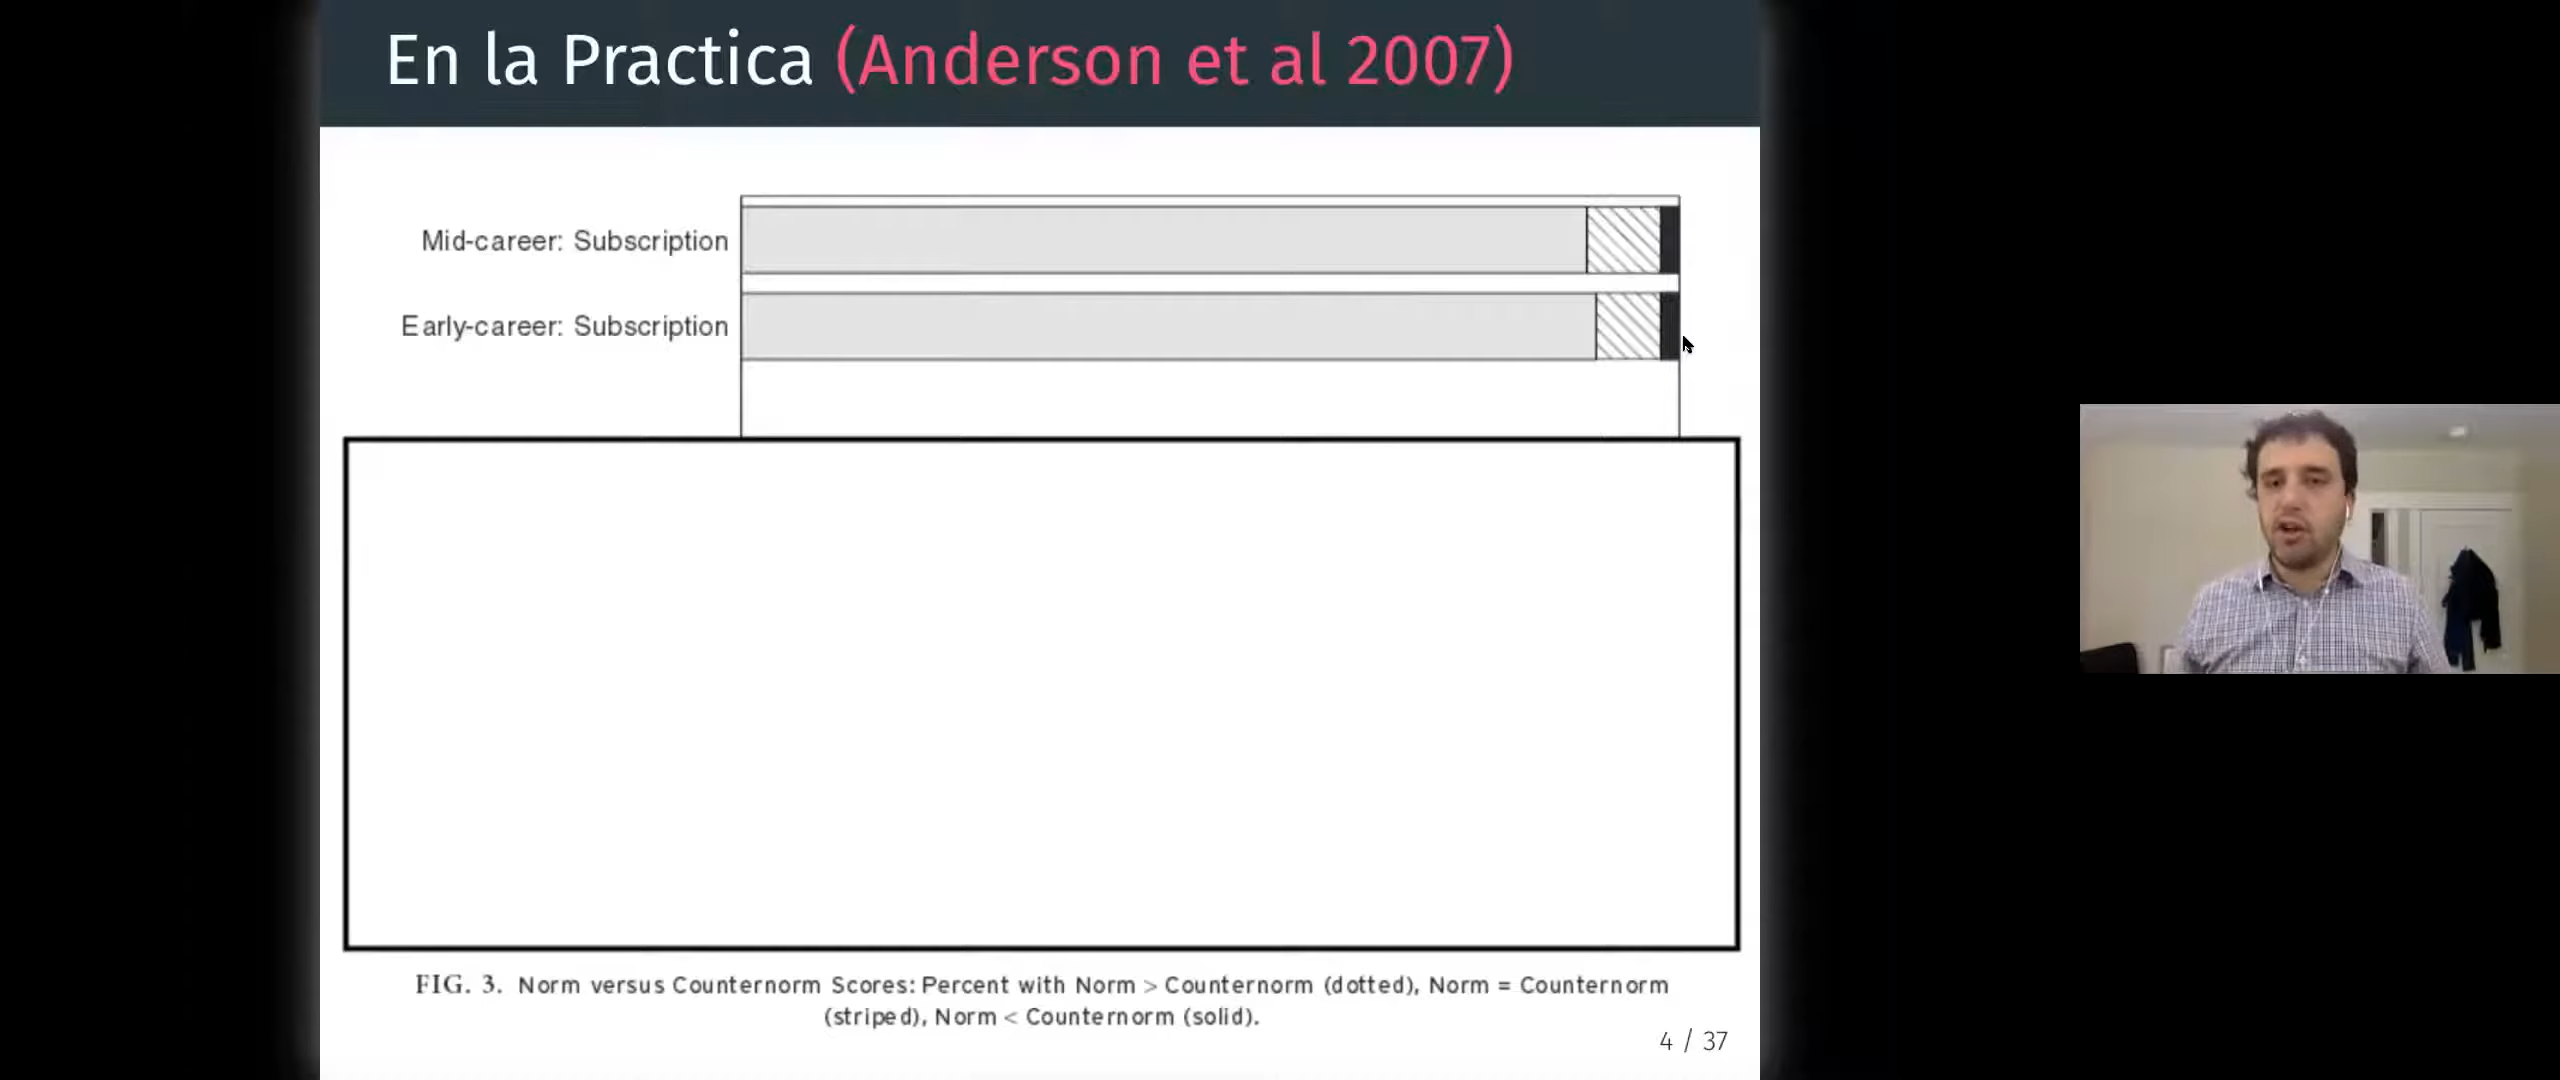 En la Practica (Anderson et al 2007)
Mid-career: Subscription
Early-career: Subscription
FIG. 3. Norm versus Counternorm Scores: Percent with Norm > Counternorm (dotted), Norm = Counternorm
(striped), Norm < Counternorm (solid).
4 / 37